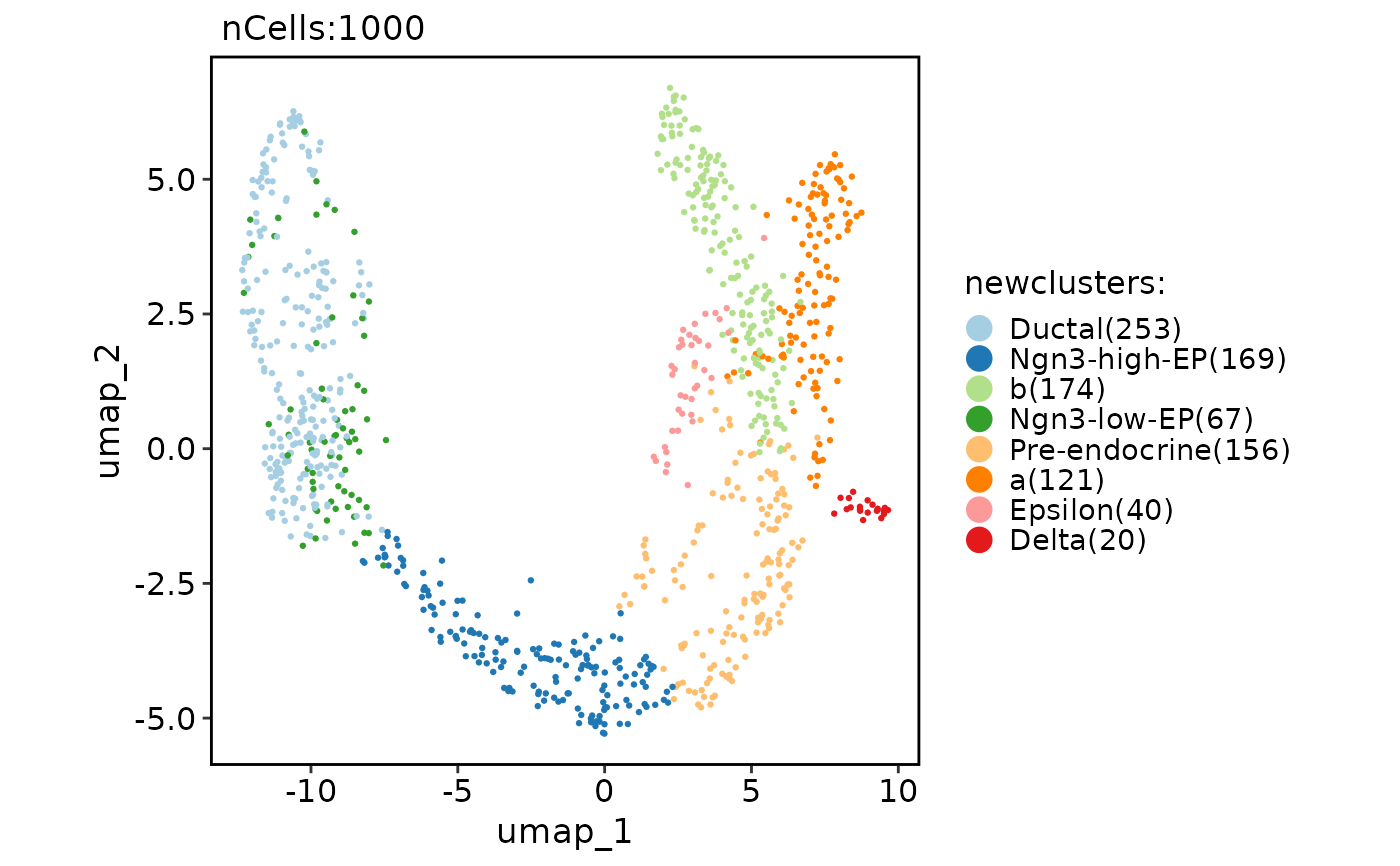 nCells:1000
umap_2
5.0
2.5
0.0
-2.5
-5.0
-10
-5
0
5
10
umap_1
newclusters:
Ductal(253)
Ngn3-high-EP(169)
b(174)
Ngn3-low-EP(67)
Pre-endocrine(156)
a(121)
Epsilon(40)
Delta(20)